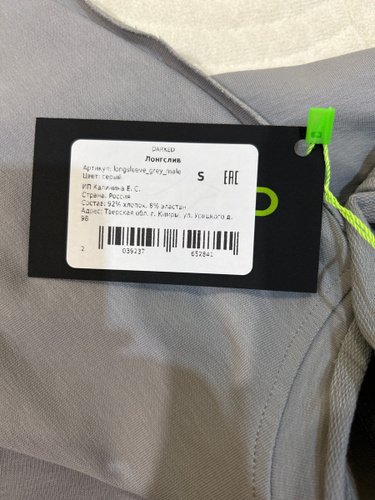 DARKED
Лонгслив
Артикул: longsleeve_grey_male
Цвет: серый
S EAC
ИП Калинина Е. С.
Страна: Россия
Состав: 92% хлопок, 8% эластан
Адрес: Тверская обл. г. Кимры, ул. Урицкого д.
98
2 039237 652841